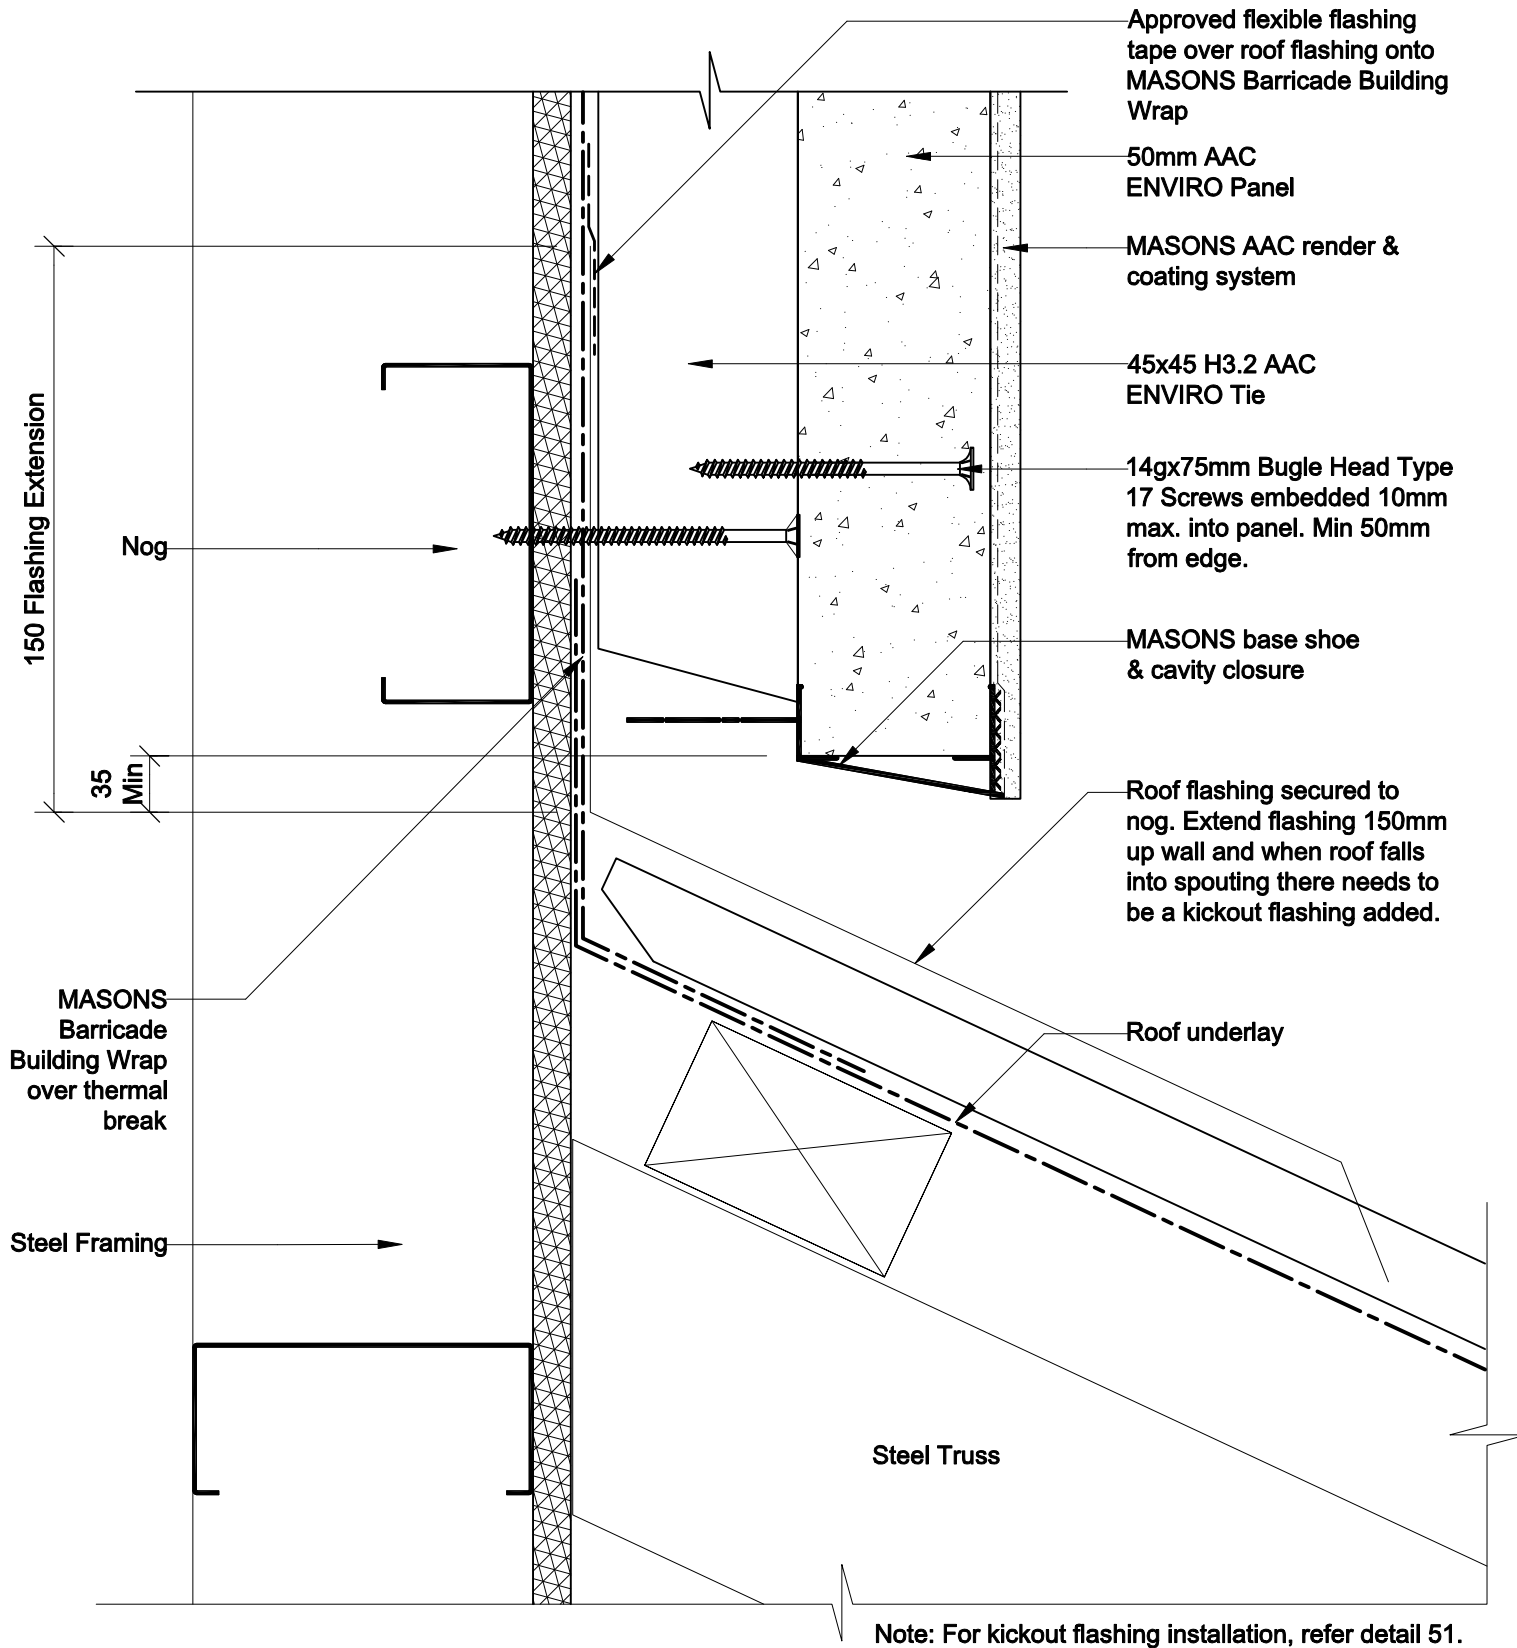 Approved flexible flashing
tape over roof flashing onto
MASONS Barricade Building
Wrap
50mm AAC
ENVIRO Panel
MASONS AAC render &
coating system
45x45 H3.2 AAC
ENVIRO Tie
14gx75mm Bugle Head Type
17 Screws embedded 10mm
max. into panel. Min 50mm
from edge.
MASONS base shoe
& cavity closure
Roof flashing secured to
nog. Extend flashing 150mm
up wall and when roof falls
into spouting there needs to
be a kickout flashing added.
Roof underlay
150 Flashing Extension
Nog
35
Min
MASONS
Barricade
Building Wrap
over thermal
break
Steel Framing
Steel Truss
Note: For kickout flashing installation, refer detail 51.